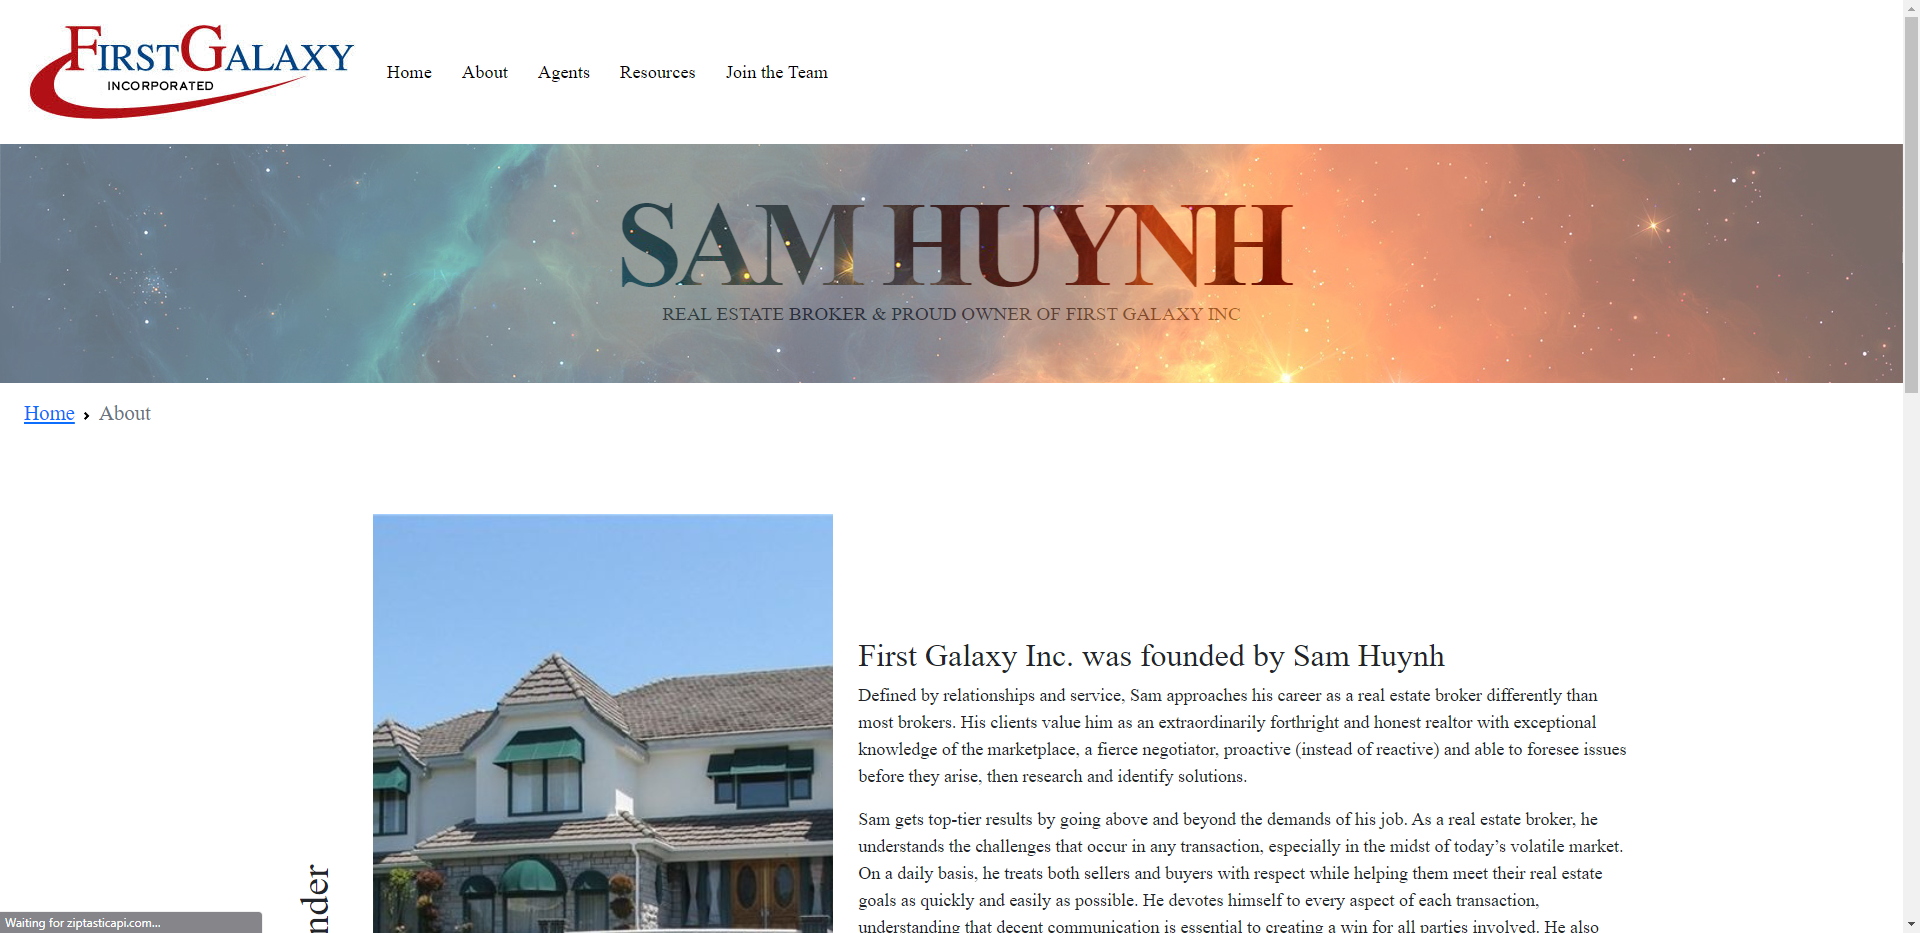 FIRSTGALAXY
INCORPORATED
Home About Agents Resources Join the Team
SAM HUYNH
REAL ESTATE BROKER & PROUD OWNER OF FIRST GALAXY INC
Home › About
First Galaxy Inc. was founded by Sam Huynh
Defined by relationships and service, Sam approaches his career as a real estate broker differently than
most brokers. His clients value him as an extraordinarily forthright and honest realtor with exceptional
knowledge of the marketplace, a fierce negotiator, proactive (instead of reactive) and able to foresee issues
before they arise, then research and identify solutions.
Sam gets top-tier results by going above and beyond the demands of his job. As a real estate broker, he
understands the challenges that occur in any transaction, especially in the midst of today’s volatile market.
On a daily basis, he treats both sellers and buyers with respect while helping them meet their real estate
goals as quickly and easily as possible. He devotes himself to every aspect of each transaction,
understanding that decent communication is essential to creating a win for all parties involved. He also
nder
Waiting for ziptasticapi.com...